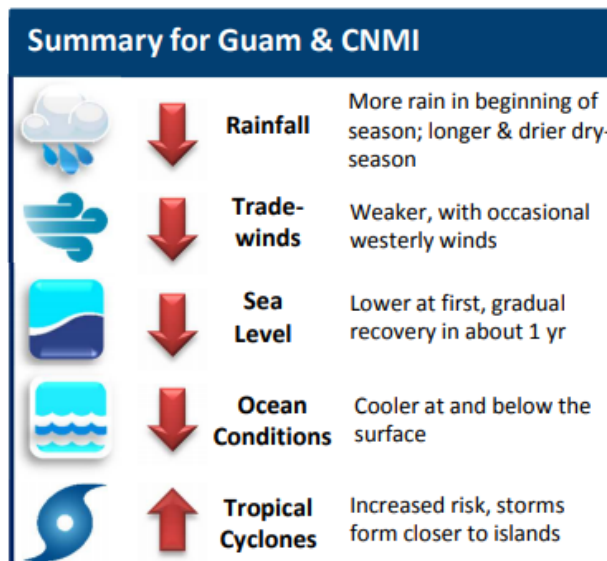 Summary for Guam & CNMI
Rainfall
More rain in beginning of
season; longer & drier dry-
season
Trade-
winds
Weaker, with occasional
westerly winds
Sea
Level
Lower at first, gradual
recovery in about 1 yr
Ocean
Conditions
Cooler at and below the
surface
Tropical
Cyclones
Increased risk, storms
form closer to islands